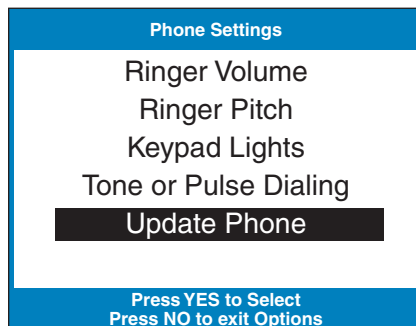 Phone Settings
Ringer Volume
Ringer Pitch
Keypad Lights
Tone or Pulse Dialing
Update Phone
Press YES to Select
Press NO to exit Options